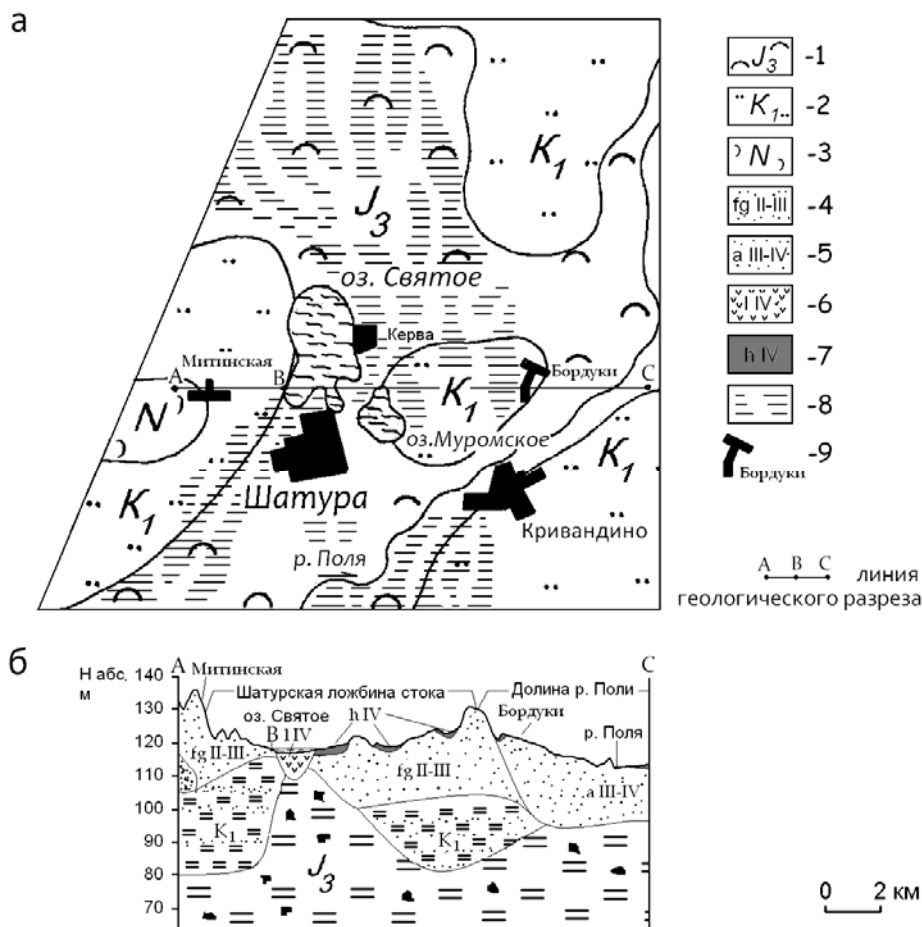 а
J₃ -1
K₁ -2
N -3
fg II-III -4
a III-IV -5
l IV -6
h IV -7
-8
Бордуки -9
K₁
J₃
оз. Святое
Керва
Митинская
Бордуки
A B C
N
K₁
оз.Муромское
K₁
K₁
Шатура
Кривандино
р. Поля
A B C линия
геологического разреза
б
Н абс,
м
A
Митинская
C
140
130
120
110
100
90
80
70
Шатурская ложбина стока
Долина р. Поли
оз. Святое
h IV
Бордуки
B l IV
р. Поля
fg II-III
fg II-III
a III-IV
K₁
K₁
J₃
0 2 км